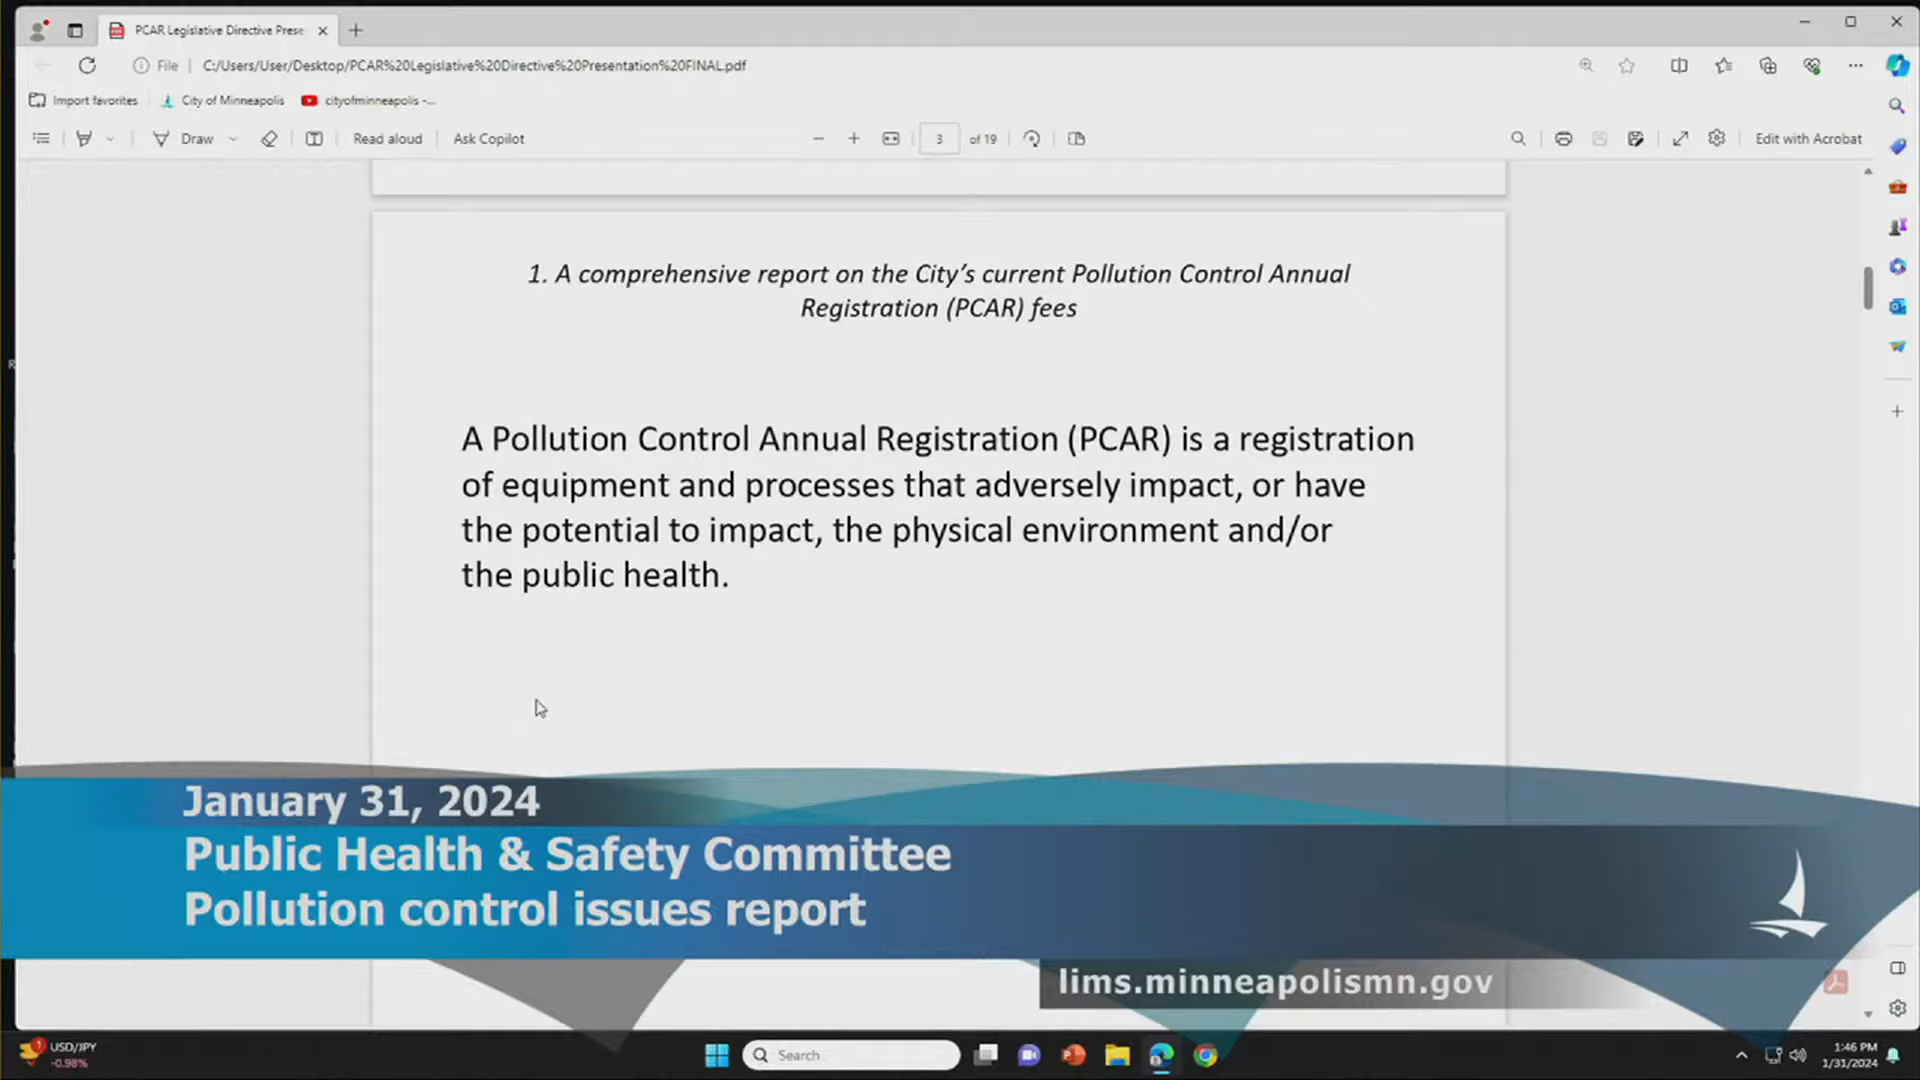 PCAR Legislative Directive Prese
File
C:/Users/User/Desktop/PCAR%20Legislative%20Directive%20Presentation%20FINAL.pdf
Import favorites
City of Minneapolis
cityofminneapolis -...
Draw
Read aloud
Ask Copilot
3
of 19
Edit with Acrobat
1. A comprehensive report on the City's current Pollution Control Annual
Registration (PCAR) fees
A Pollution Control Annual Registration (PCAR) is a registration
of equipment and processes that adversely impact, or have
the potential to impact, the physical environment and/or
the public health.
January 31, 2024
Public Health & Safety Committee
Pollution control issues report
lims.minneapolismn.gov
1
USD/JPY
-0.98%
Search
1:46 PM
1/31/2024